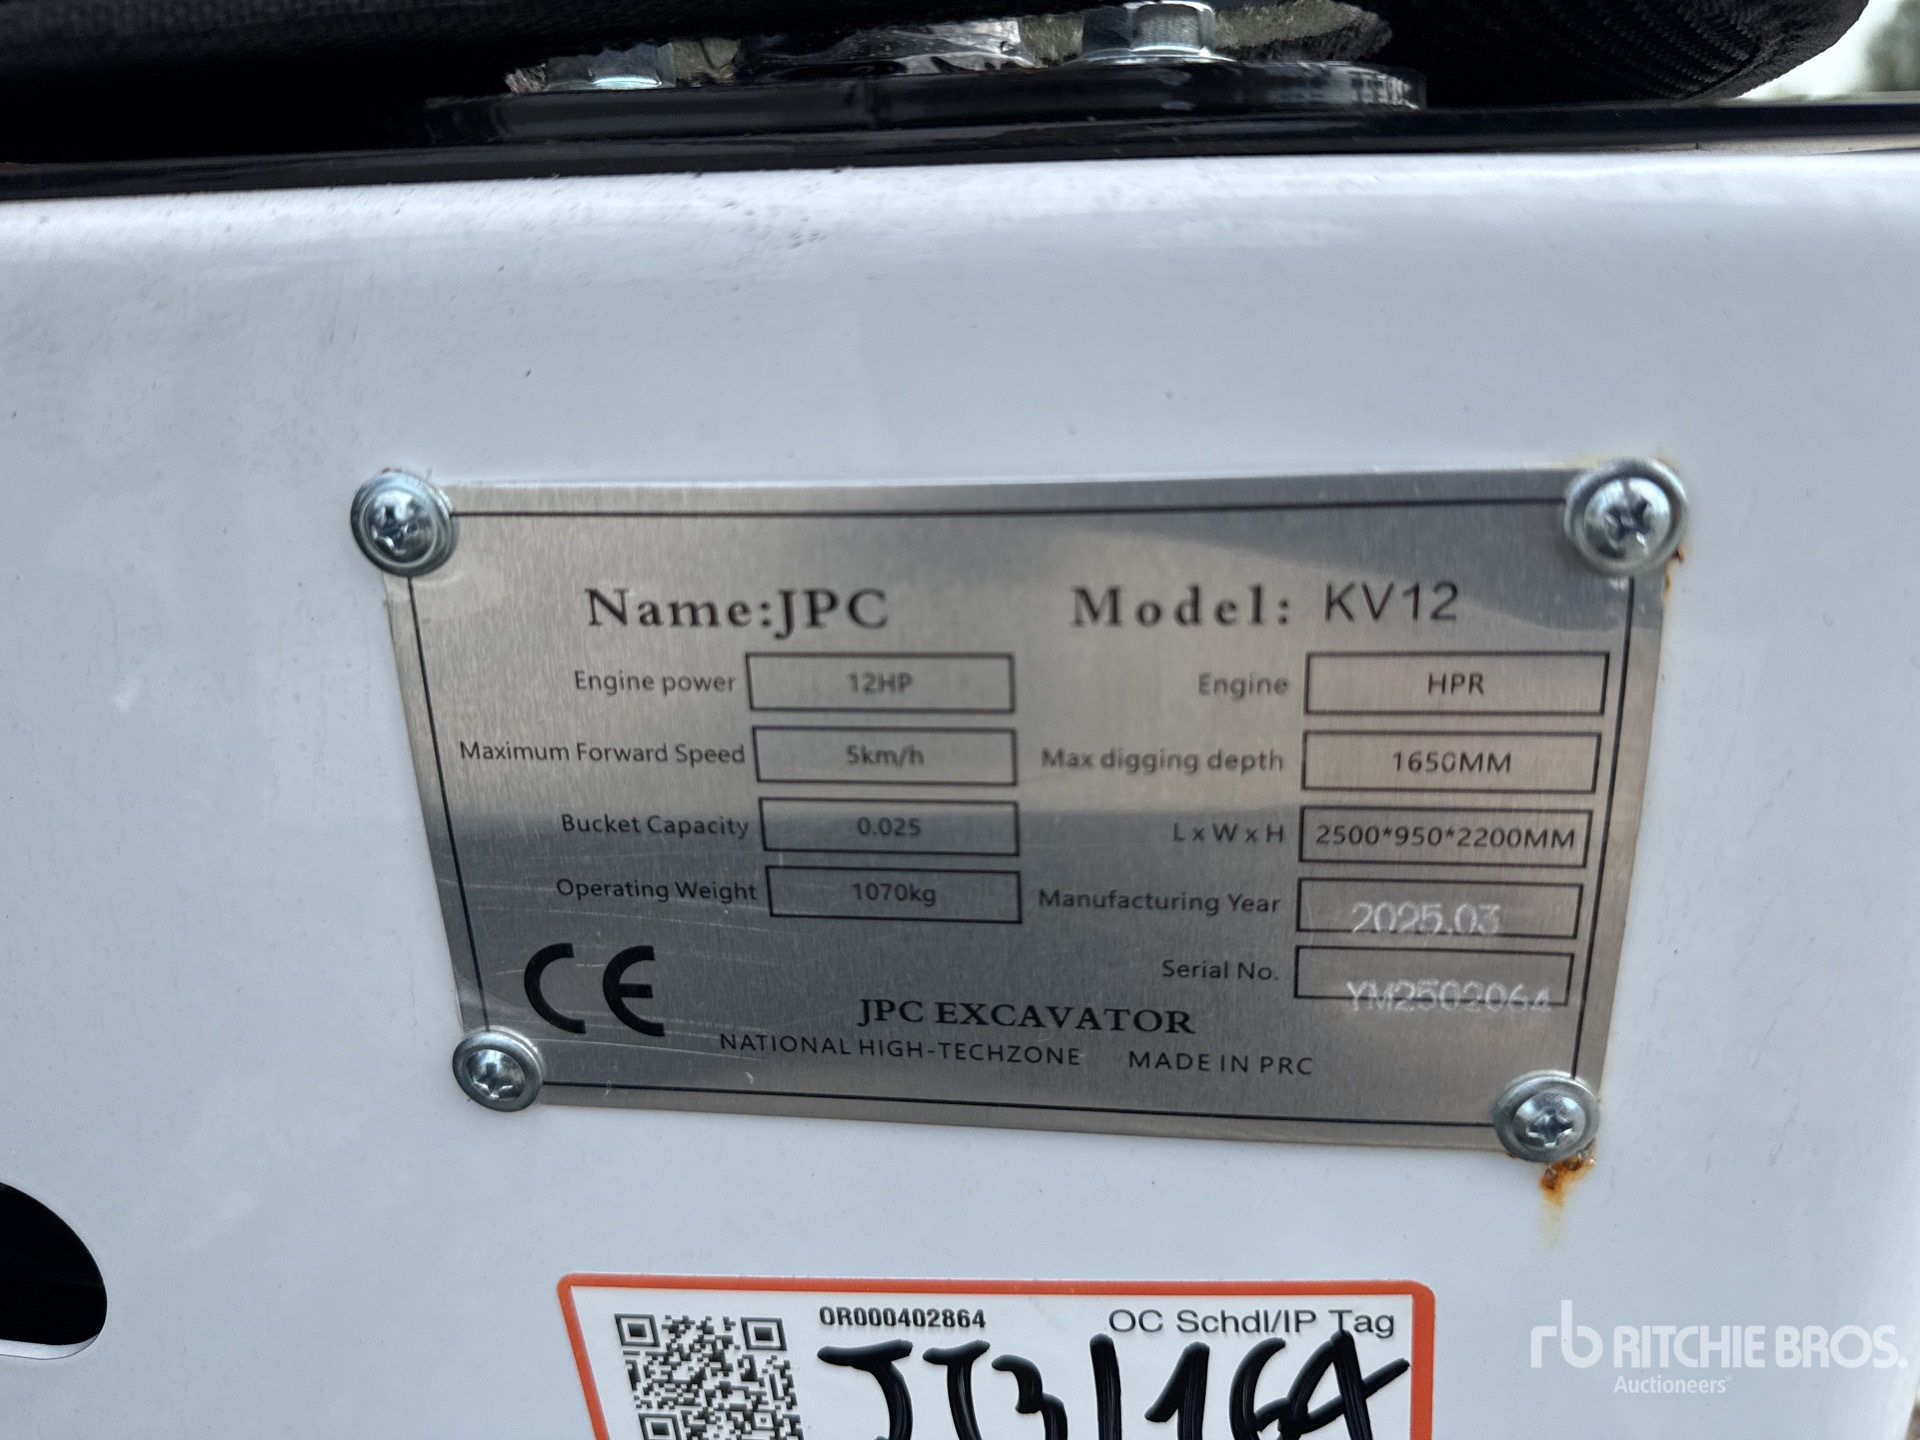 Name:JPC Model: KV12
Engine power 12HP Engine HPR
Maximum Forward Speed 5km/h Max digging depth 1650MM
Bucket Capacity 0.025 L x W x H 2500*950*2200MM
Operating Weight 1070kg Manufacturing Year 2025.03
Serial No. YM2502064
CE
JPC EXCAVATOR
NATIONAL HIGH-TECHZONE MADE IN PRC
OR000402864 OC Schdl/IP Tag
rb RITCHIE BROS.
Auctioneers